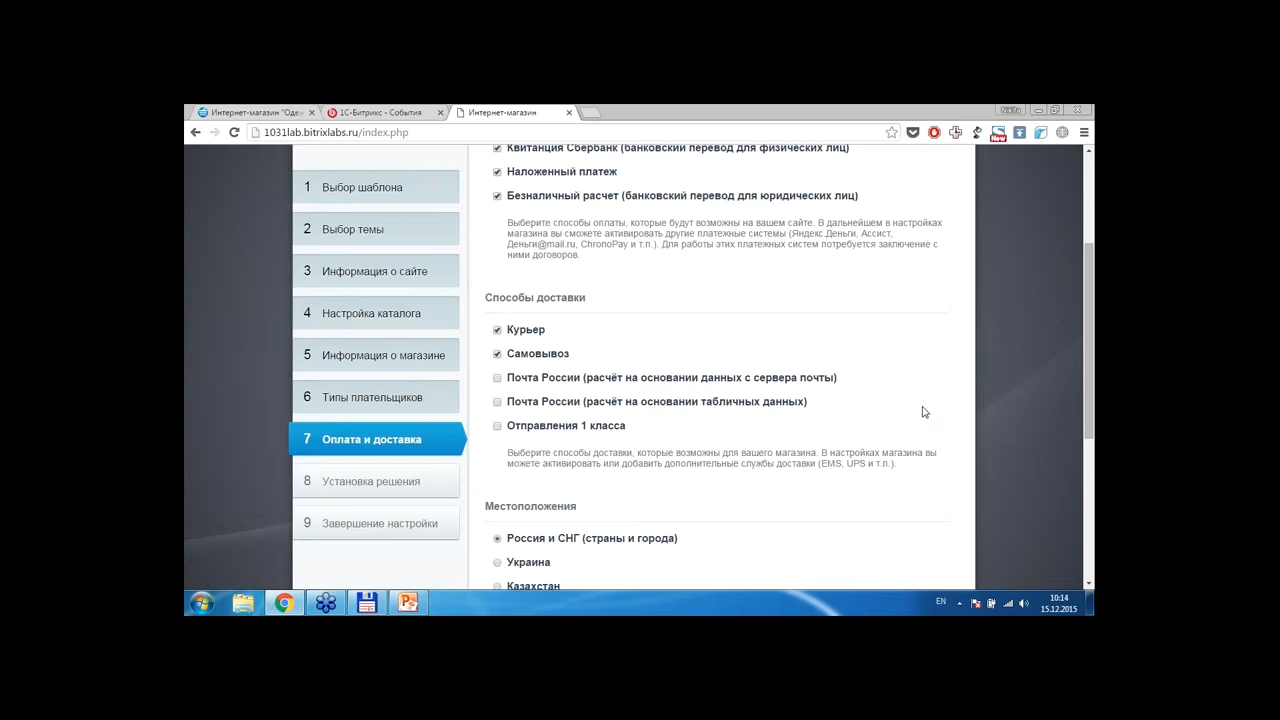 Интернет-магазин "Одеж
1С-Битрикс - События
Интернет-магазин
1031lab.bitrixlabs.ru/index.php
New
Квитанция Сбербанк (банковский перевод для физических лиц)
Наложенный платеж
Безналичный расчет (банковский перевод для юридических лиц)
Выберите способы оплаты, которые будут возможны на вашем сайте. В дальнейшем в настройках
магазина вы сможете активировать другие платежные системы (Яндекс.Деньги, Ассист,
Деньги@mail.ru, ChronoPay и т.п.). Для работы этих платежных систем потребуется заключение с
ними договоров.
1 Выбор шаблона
2 Выбор темы
3 Информация о сайте
4 Настройка каталога
5 Информация о магазине
6 Типы плательщиков
7 Оплата и доставка
8 Установка решения
9 Завершение настройки
Способы доставки
Курьер
Самовывоз
Почта России (расчёт на основании данных с сервера почты)
Почта России (расчёт на основании табличных данных)
Отправления 1 класса
Выберите способы доставки, которые возможны для вашего магазина. В настройках магазина вы
можете активировать или добавить дополнительные службы доставки (EMS, UPS и т.п.).
Местоположения
Россия и СНГ (страны и города)
Украина
Казахстан
EN
10:14
15.12.2015